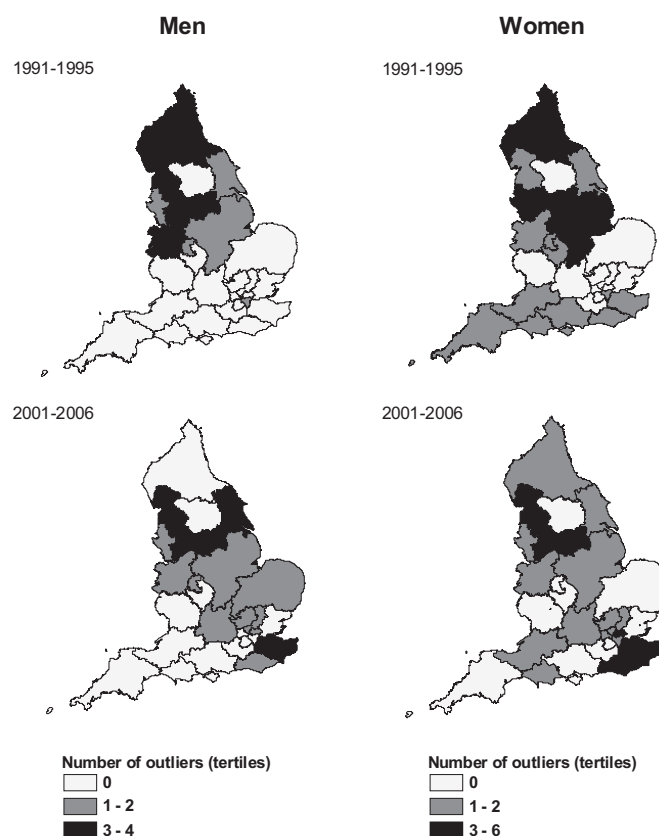 Men
Women
1991-1995
1991-1995
2001-2006
2001-2006
Number of outliers (tertiles)
0
1 - 2
3 - 4
Number of outliers (tertiles)
0
1 - 2
3 - 6